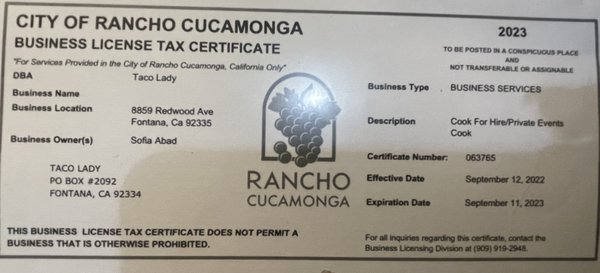 CITY OF RANCHO CUCAMONGA
BUSINESS LICENSE TAX CERTIFICATE
"For Services Provided in the City of Rancho Cucamonga, California Only"
DBA Taco Lady
Business Name
Business Location 8859 Redwood Ave
Fontana, Ca 92335
Business Owner(s) Sofia Abad
TACO LADY
PO BOX #2092
FONTANA, CA 92334
RANCHO
CUCAMONGA
2023
TO BE POSTED IN A CONSPICUOUS PLACE
AND
NOT TRANSFERABLE OR ASSIGNABLE
Business Type BUSINESS SERVICES
Description Cook For Hire/Private Events
Cook
Certificate Number: 063765
Effective Date September 12, 2022
Expiration Date September 11, 2023
THIS BUSINESS LICENSE TAX CERTIFICATE DOES NOT PERMIT A
BUSINESS THAT IS OTHERWISE PROHIBITED.
For all inquiries regarding this certificate, contact the
Business Licensing Division at (909) 919-2948.